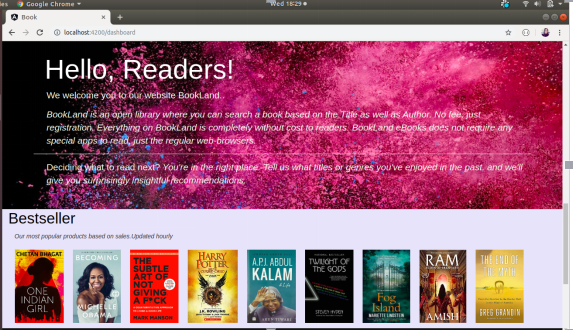 ies Google Chrome ▾ Wed 18:29
Book
localhost:4200/dashboard
Hello, Readers!
We welcome you to our website BookLand..
BookLand is an open library where you can search a book based on the Title as well as Author. No fee, just
registration. Everything on BookLand is completely without cost to readers. BookLand eBooks does not require any
special apps to read, just the regular web-browsers.
Deciding what to read next? You're in the right place. Tell us what titles or genres you've enjoyed in the past, and we'll
give you surprisingly insightful recommendations.
Bestseller
Our most popular products based on sales.Updated hourly
CHETAN BHAGAT
ONE
INDIAN
GIRL
BECOMING
MICHELLE
OBAMA
THE
SUBTLE
ART OF
NOT
GIVING
A F*CK
MARK MANSON
HARRY
POTTER
J.K. ROWLING
A.P.J. ABDUL
KALAM
TWILIGHT OF
THE GODS
STEVEN HYDEN
Fog
Island
MARIETTE LINDSTEIN
RAM
AMISH
THE END OF
THE MYTH
GREG GRANDIN